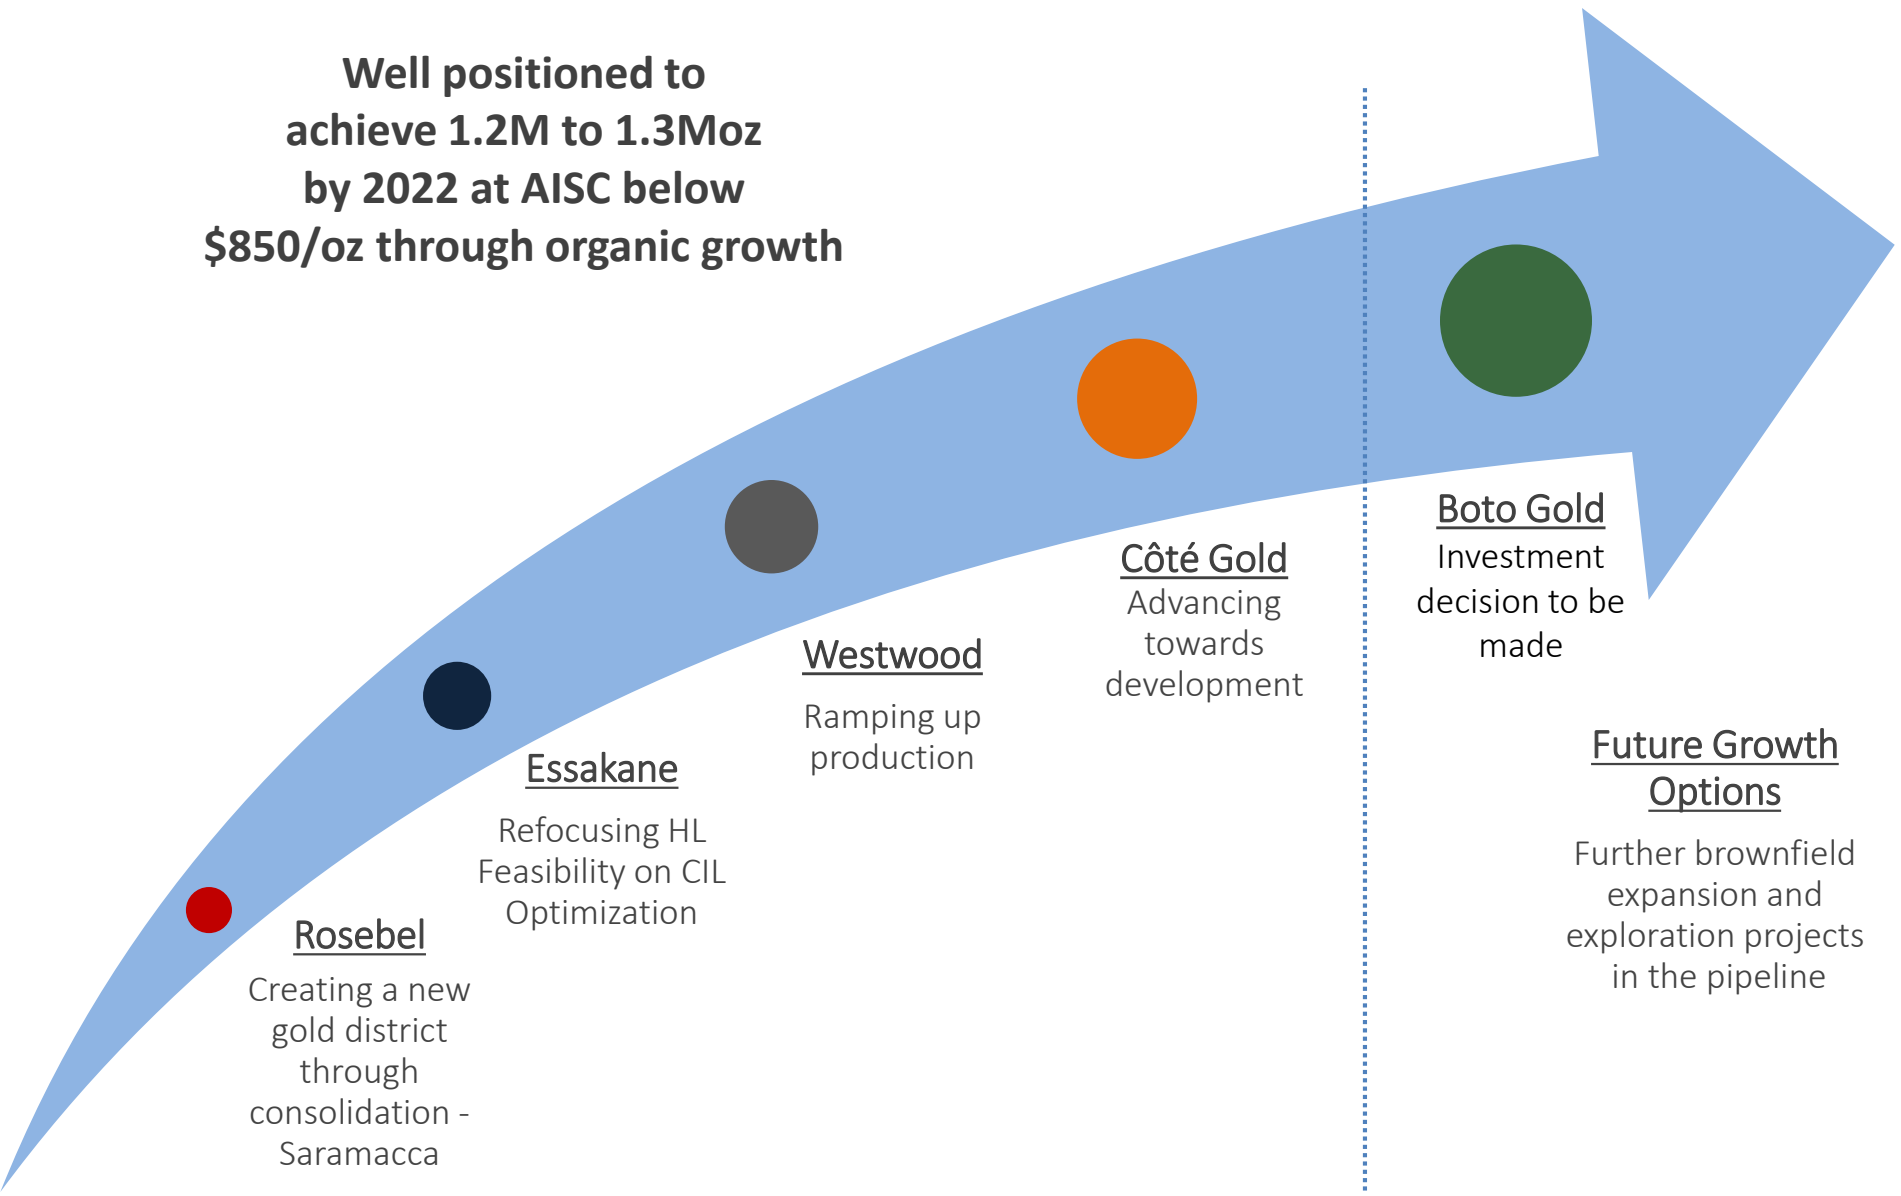 Well positioned to
achieve 1.2M to 1.3Moz
by 2022 at AISC below
$850/oz through organic growth
Rosebel
Creating a new
gold district
through
consolidation -
Saramacca
Essakane
Refocusing HL
Feasibility on CIL
Optimization
Westwood
Ramping up
production
Côté Gold
Advancing
towards
development
Boto Gold
Investment
decision to be
made
Future Growth
Options
Further brownfield
expansion and
exploration projects
in the pipeline